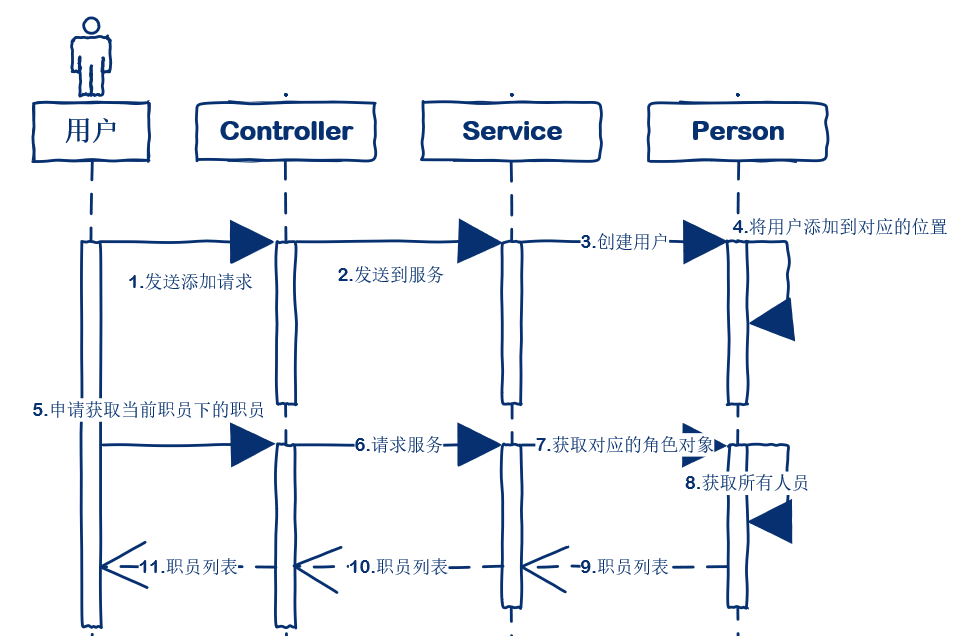 用户
Controller
Service
Person
1.发送添加请求
2.发送到服务
3.创建用户
4.将用户添加到对应的位置
5.申请获取当前职员下的职员
6.请求服务
7.获取对应的角色对象
8.获取所有人员
9.职员列表
10.职员列表
11.职员列表